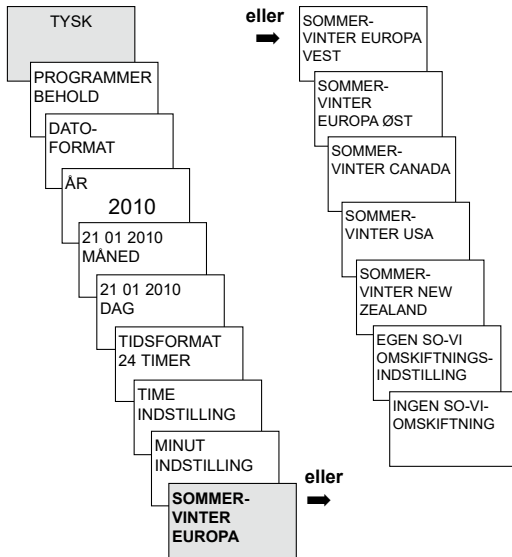 TYSK
PROGRAMMER
BEHOLD
DATO-
FORMAT
ÅR
2010
21 01 2010
MÅNED
21 01 2010
DAG
TIDSFORMAT
24 TIMER
TIME
INDSTILLING
MINUT
INDSTILLING
SOMMER-
VINTER
EUROPA
eller
eller
SOMMER-
VINTER EUROPA
VEST
SOMMER-
VINTER
EUROPA ØST
SOMMER-
VINTER CANADA
SOMMER-
VINTER USA
SOMMER-
VINTER NEW
ZEALAND
EGEN SO-VI
OMSKIFTNINGS-
INDSTILLING
INGEN SO-VI-
OMSKIFTNING